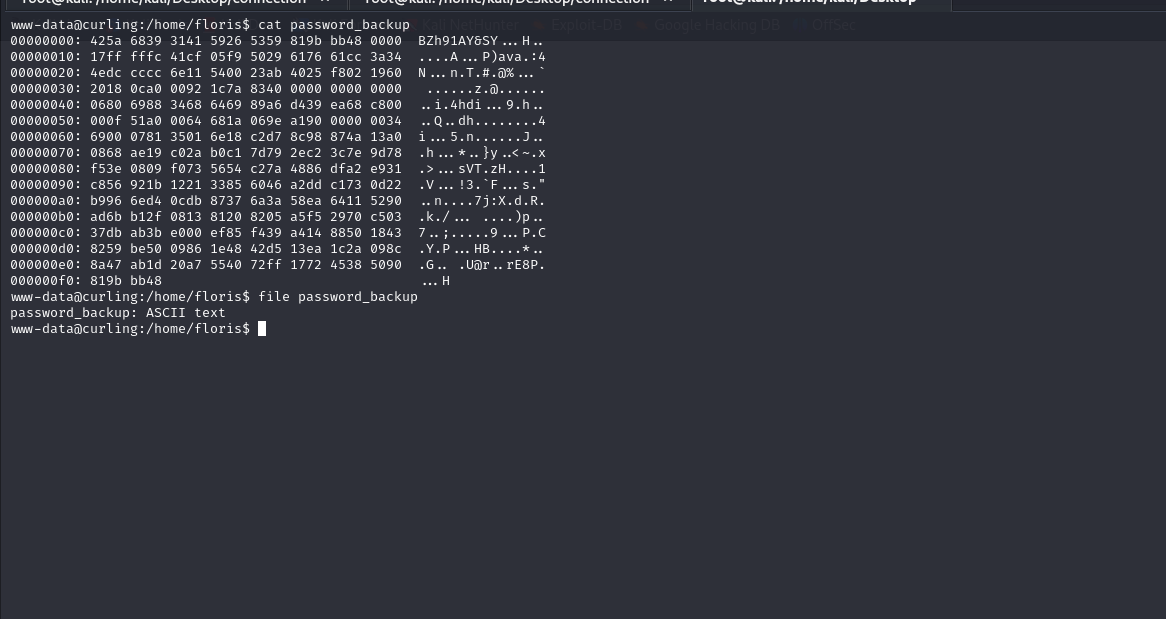 root@kali: /home/kali/Desktop/connection × root@kali: /home/kali/Desktop/connection × root@kali: /home/kali/Desktop
Kali NetHunter Exploit-DB Google Hacking DB OffSec
www-data@curling:/home/floris$ cat password_backup
00000000: 425a 6839 3141 5926 5359 819b bb48 0000  BZh91AY&SY...H..
00000010: 17ff fffc 41cf 05f9 5029 6176 61cc 3a34  ....A...P)ava.:4
00000020: 4edc cccc 6e11 5400 23ab 4025 f802 1960  N...n.T.#.@%...`
00000030: 2018 0ca0 0092 1c7a 8340 0000 0000 0000   ......z.@......
00000040: 0680 6988 3468 6469 89a6 d439 ea68 c800  ..i.4hdi...9.h..
00000050: 000f 51a0 0064 681a 069e a190 0000 0034  ..Q..dh........4
00000060: 6900 0781 3501 6e18 c2d7 8c98 874a 13a0  i...5.n......J..
00000070: 0868 ae19 c02a b0c1 7d79 2ec2 3c7e 9d78  .h...*..}y..<~.x
00000080: f53e 0809 f073 5654 c27a 4886 dfa2 e931  .>...sVT.zH....1
00000090: c856 921b 1221 3385 6046 a2dd c173 0d22  .V...!3.`F...s."
000000a0: b996 6ed4 0cdb 8737 6a3a 58ea 6411 5290  ..n....7j:X.d.R.
000000b0: ad6b b12f 0813 8120 8205 a5f5 2970 c503  .k./... ....)p..
000000c0: 37db ab3b e000 ef85 f439 a414 8850 1843  7..;.....9...P.C
000000d0: 8259 be50 0986 1e48 42d5 13ea 1c2a 098c  .Y.P...HB....*..
000000e0: 8a47 ab1d 20a7 5540 72ff 1772 4538 5090  .G.. .U@r..rE8P.
000000f0: 819b bb48                                ...H
www-data@curling:/home/floris$ file password_backup
password_backup: ASCII text
www-data@curling:/home/floris$